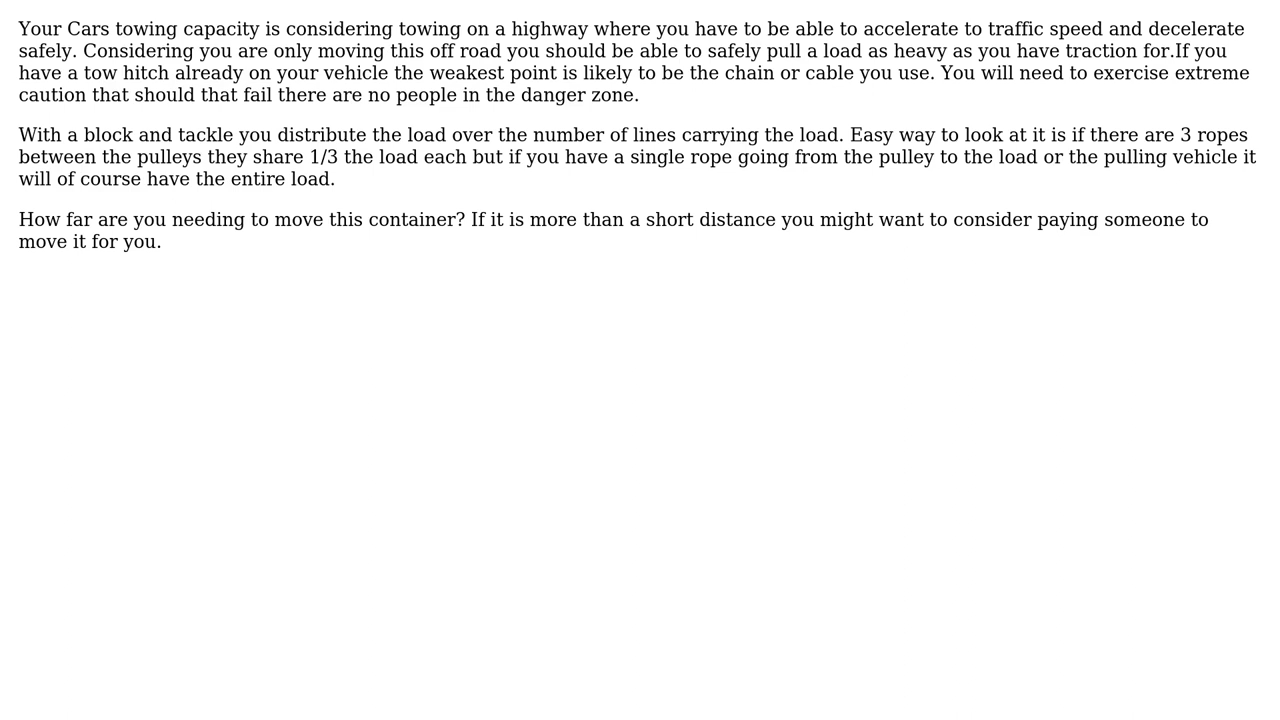 Your Cars towing capacity is considering towing on a highway where you have to be able to accelerate to traffic speed and decelerate
safely. Considering you are only moving this off road you should be able to safely pull a load as heavy as you have traction for.If you
have a tow hitch already on your vehicle the weakest point is likely to be the chain or cable you use. You will need to exercise extreme
caution that should that fail there are no people in the danger zone.
With a block and tackle you distribute the load over the number of lines carrying the load. Easy way to look at it is if there are 3 ropes
between the pulleys they share 1/3 the load each but if you have a single rope going from the pulley to the load or the pulling vehicle it
will of course have the entire load.
How far are you needing to move this container? If it is more than a short distance you might want to consider paying someone to
move it for you.